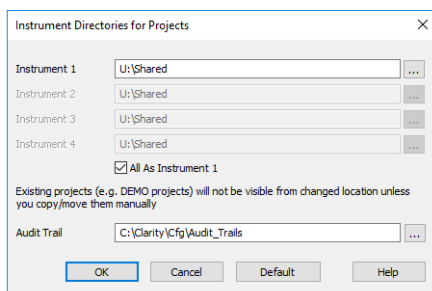 Instrument Directories for Projects
Instrument 1 U:\Shared ...
Instrument 2 U:\Shared ...
Instrument 3 U:\Shared ...
Instrument 4 U:\Shared ...
All As Instrument 1
Existing projects (e.g. DEMO projects) will not be visible from changed location unless
you copy/move them manually
Audit Trail C:\Clarity\Cfg\Audit_Trails ...
OK Cancel Default Help